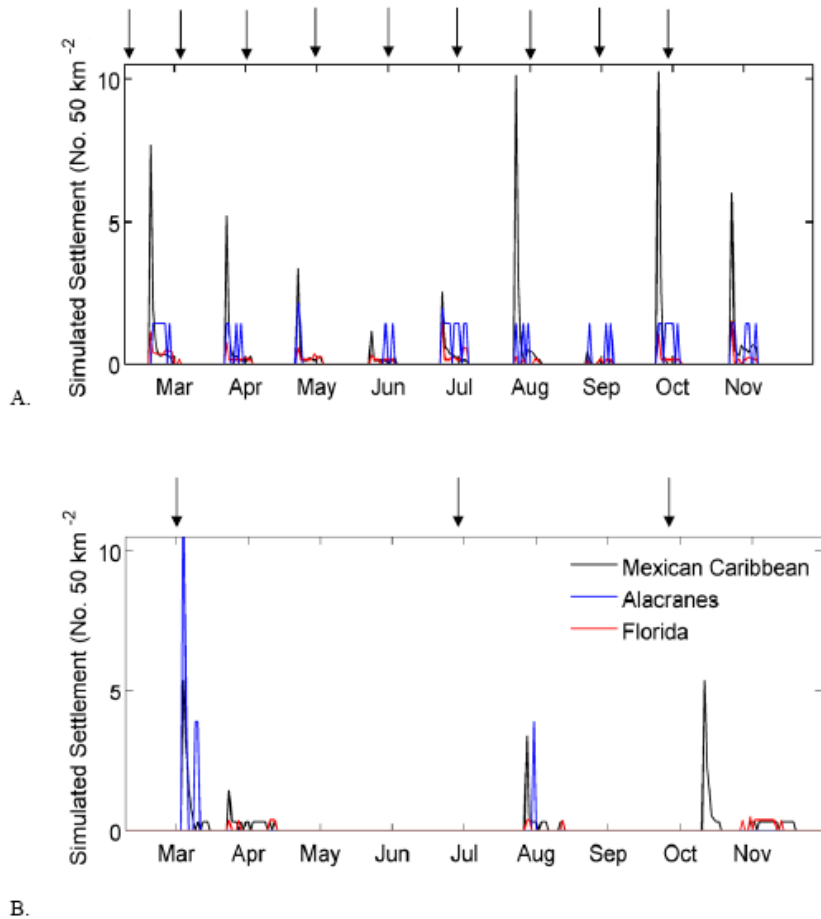 Simulated Settlement (No. 50 km -2
10
5
0
Mar Apr May Jun Jul Aug Sep Oct Nov
A.
Simulated Settlement (No. 50 km -2
10
5
0
Mexican Caribbean
Alacranes
Florida
Mar Apr May Jun Jul Aug Sep Oct Nov
B.